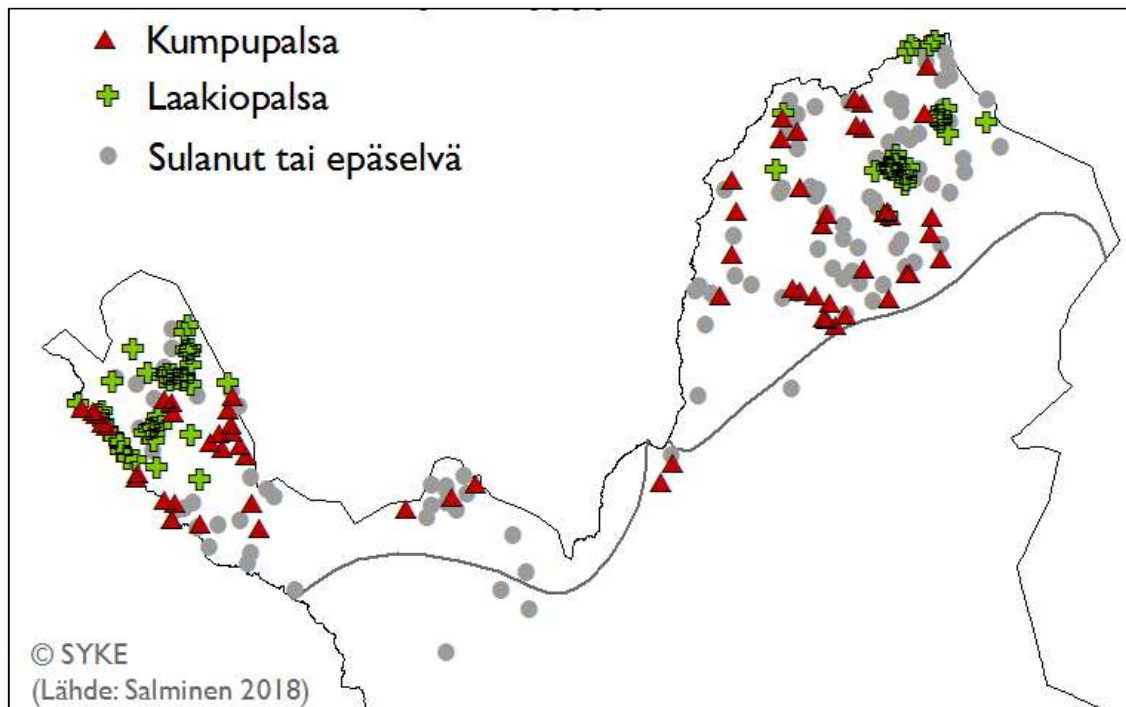 Kumpupalsa
Laakiopalsa
Sulanut tai epäselvä
© SYKE
(Lähde: Salminen 2018)